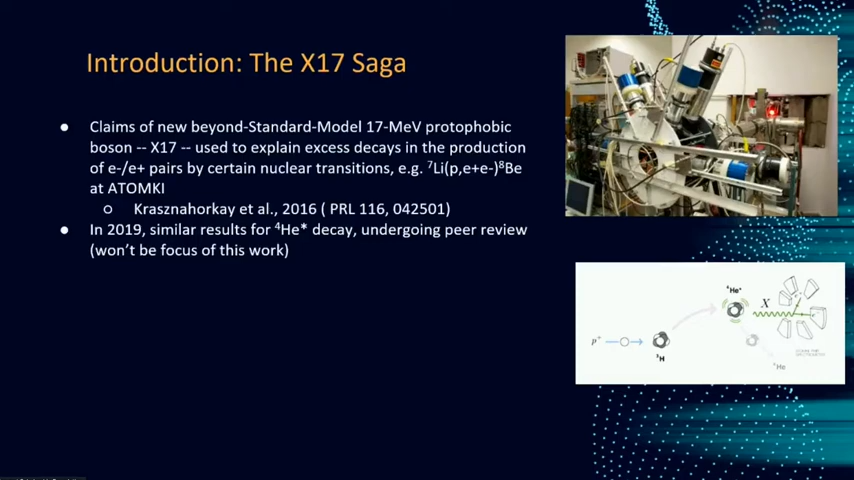 Introduction: The X17 Saga
● Claims of new beyond-Standard-Model 17-MeV protophobic
boson -- X17 -- used to explain excess decays in the production
of e-/e+ pairs by certain nuclear transitions, e.g. ⁷Li(p,e+e-)⁸Be
at ATOMKI
○ Krasznahorkay et al., 2016 ( PRL 116, 042501)
● In 2019, similar results for ⁴He* decay, undergoing peer review
(won't be focus of this work)
⁴He*
X
p⁺
³H
⁴He